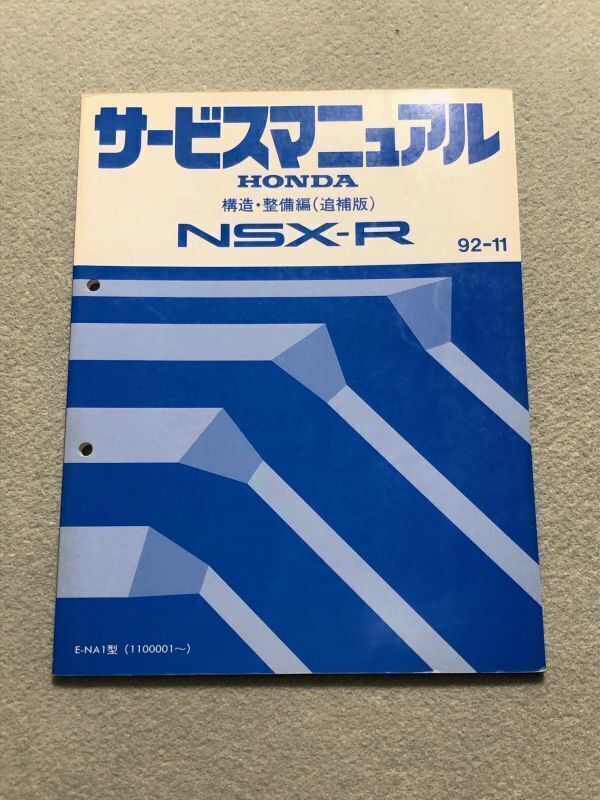 サービスマニュアル
HONDA
構造・整備編(追補版)
NSX-R 92-11
E-NA1型 (1100001〜)